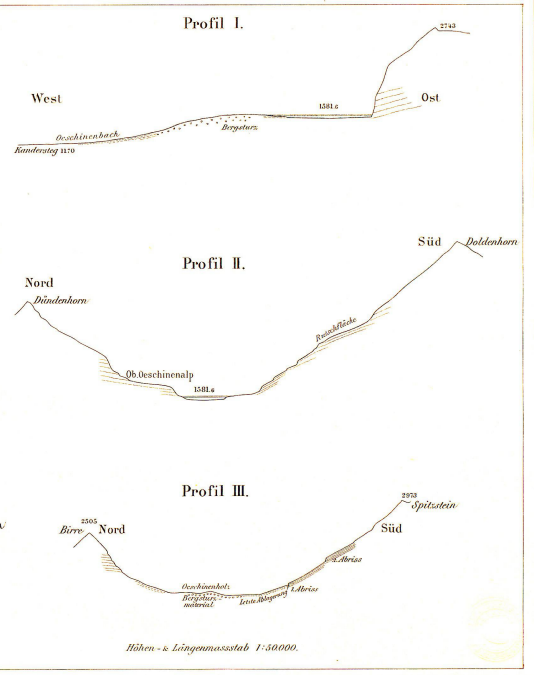 Profil I.
2743
West
1581.6
Ost
Bergsturz
Oeschinenbach
Kandersteg 1170
Süd
Doldenhorn
Profil II.
Nord
Dündenhorn
Rutschfläche
Ob. Oeschinenalp
1581.6
Profil III.
2973
Spitzstein
2505
Birre
Nord
Süd
2. Abriss
Oeschinenholz
1. Abriss
Bergsturz-
material
Letzte Ablagerung
Höhen- & Längenmassstab 1:50.000.